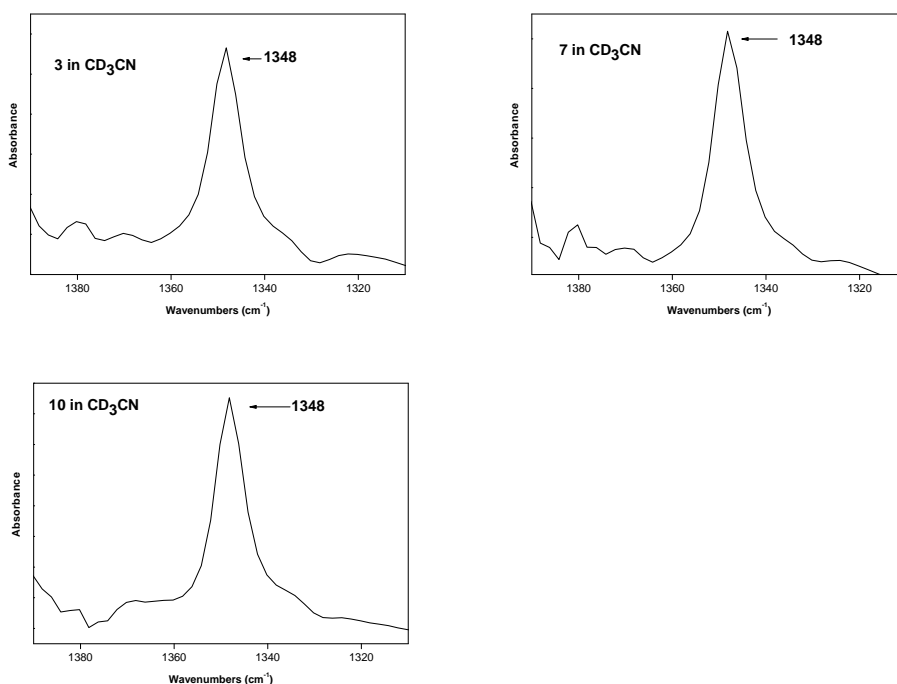 3 in CD3CN
1348
Absorbance
1380 1360 1340 1320
Wavenumbers (cm-1)
7 in CD3CN
1348
Absorbance
1380 1360 1340 1320
Wavenumbers (cm-1)
10 in CD3CN
1348
Absorbance
1380 1360 1340 1320
Wavenumbers (cm-1)